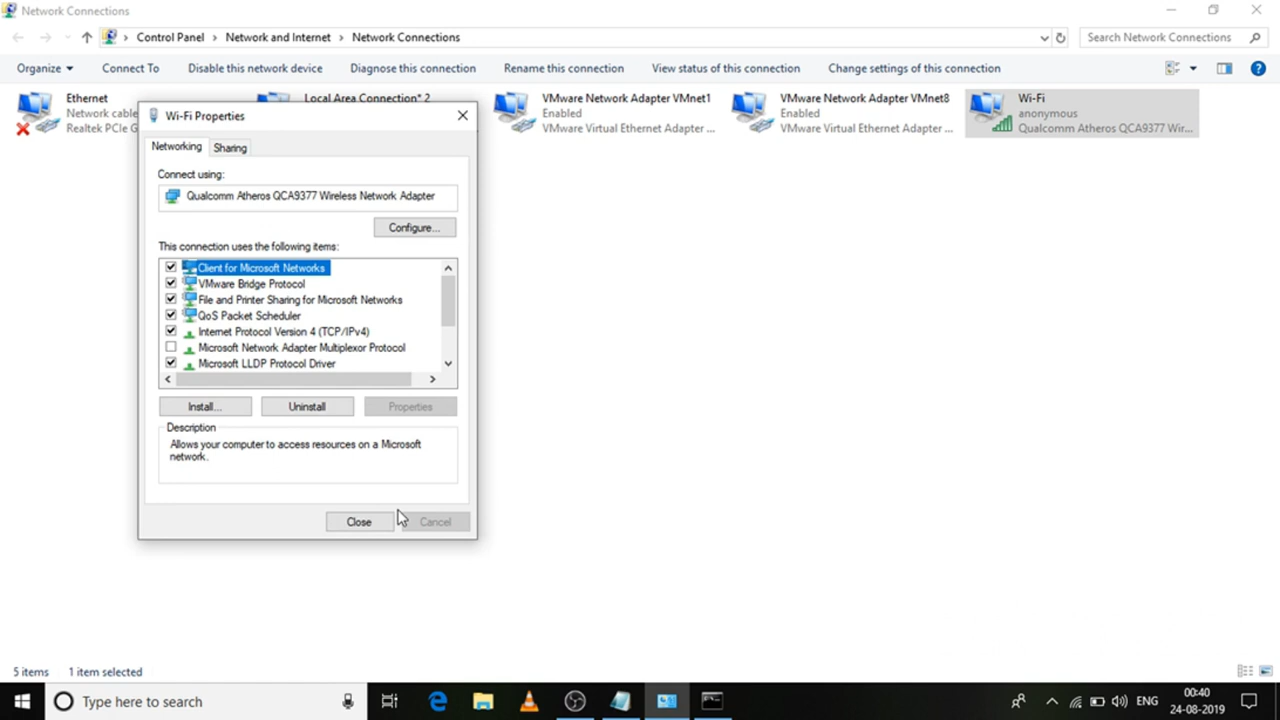 Network Connections
Control Panel > Network and Internet > Network Connections
Search Network Connections
Organize
Connect To
Disable this network device
Diagnose this connection
Rename this connection
View status of this connection
Change settings of this connection
Ethernet
Network cable
Realtek PCIe G
Local Area Connection* 2
VMware Network Adapter VMnet1
Enabled
VMware Virtual Ethernet Adapter ...
VMware Network Adapter VMnet8
Enabled
VMware Virtual Ethernet Adapter ...
Wi-Fi
anonymous
Qualcomm Atheros QCA9377 Wir...
Wi-Fi Properties
Networking
Sharing
Connect using:
Qualcomm Atheros QCA9377 Wireless Network Adapter
Configure...
This connection uses the following items:
Client for Microsoft Networks
VMware Bridge Protocol
File and Printer Sharing for Microsoft Networks
QoS Packet Scheduler
Internet Protocol Version 4 (TCP/IPv4)
Microsoft Network Adapter Multiplexor Protocol
Microsoft LLDP Protocol Driver
Install...
Uninstall
Properties
Description
Allows your computer to access resources on a Microsoft
network.
Close
Cancel
5 items
1 item selected
Type here to search
ENG
00:40
24-08-2019